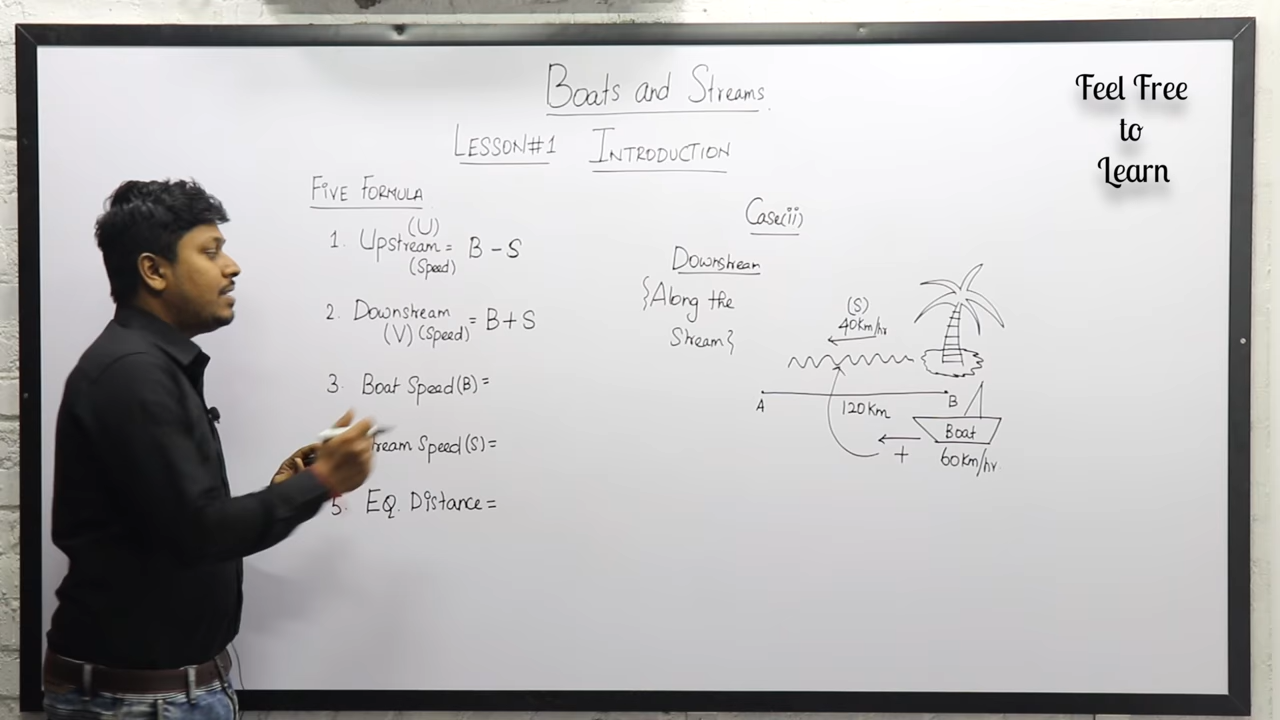 Boats and Streams
LESSON#1 INTRODUCTION
Feel Free
to
Learn
FIVE FORMULA
(U)
1. Upstream = B - S
(Speed)
2. Downstream = B + S
(V) (Speed)
3. Boat Speed (B) =
Speed (S) =
5. EQ. Distance =
Case (ii)
Downstream
{Along the
Stream}
(S)
40km/hr
A
120 Km
B
Boat
+
60km/hr